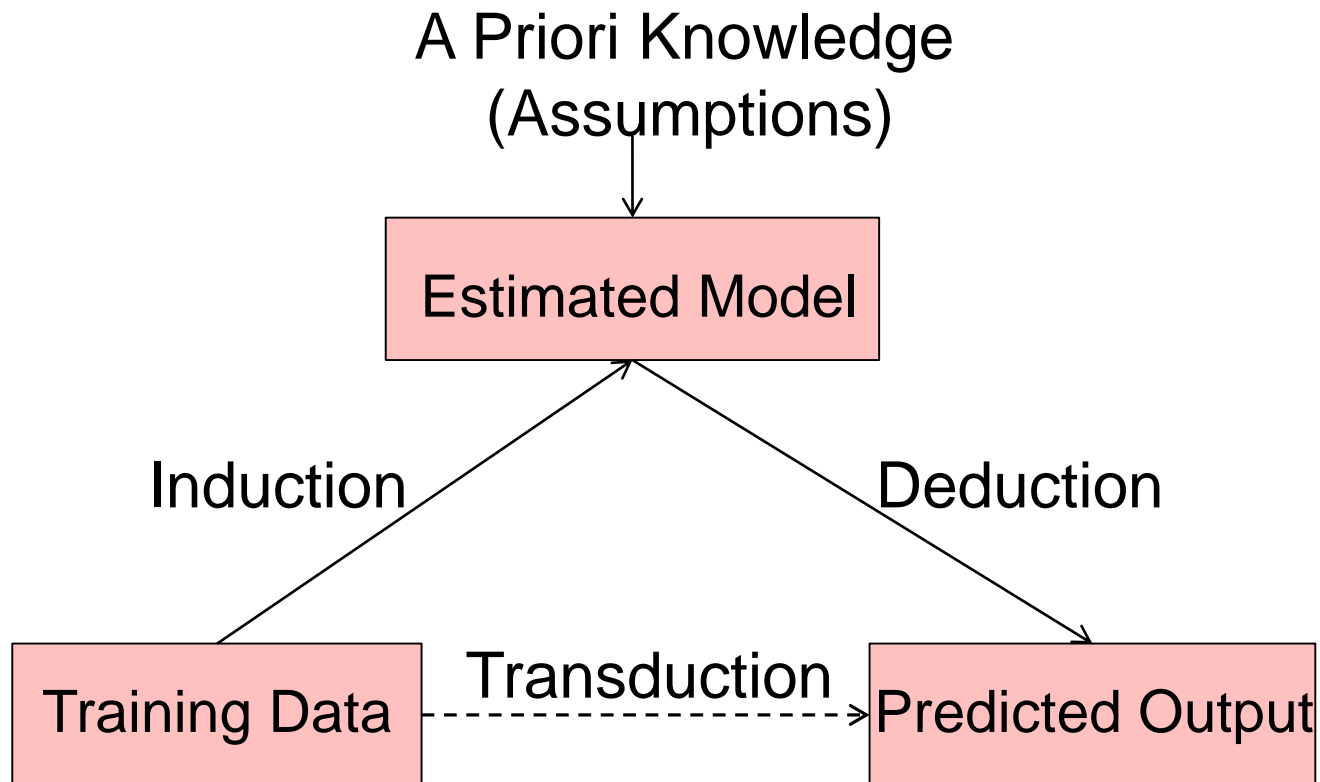 A Priori Knowledge
(Assumptions)
Estimated Model
Induction
Deduction
Transduction
Training Data
Predicted Output